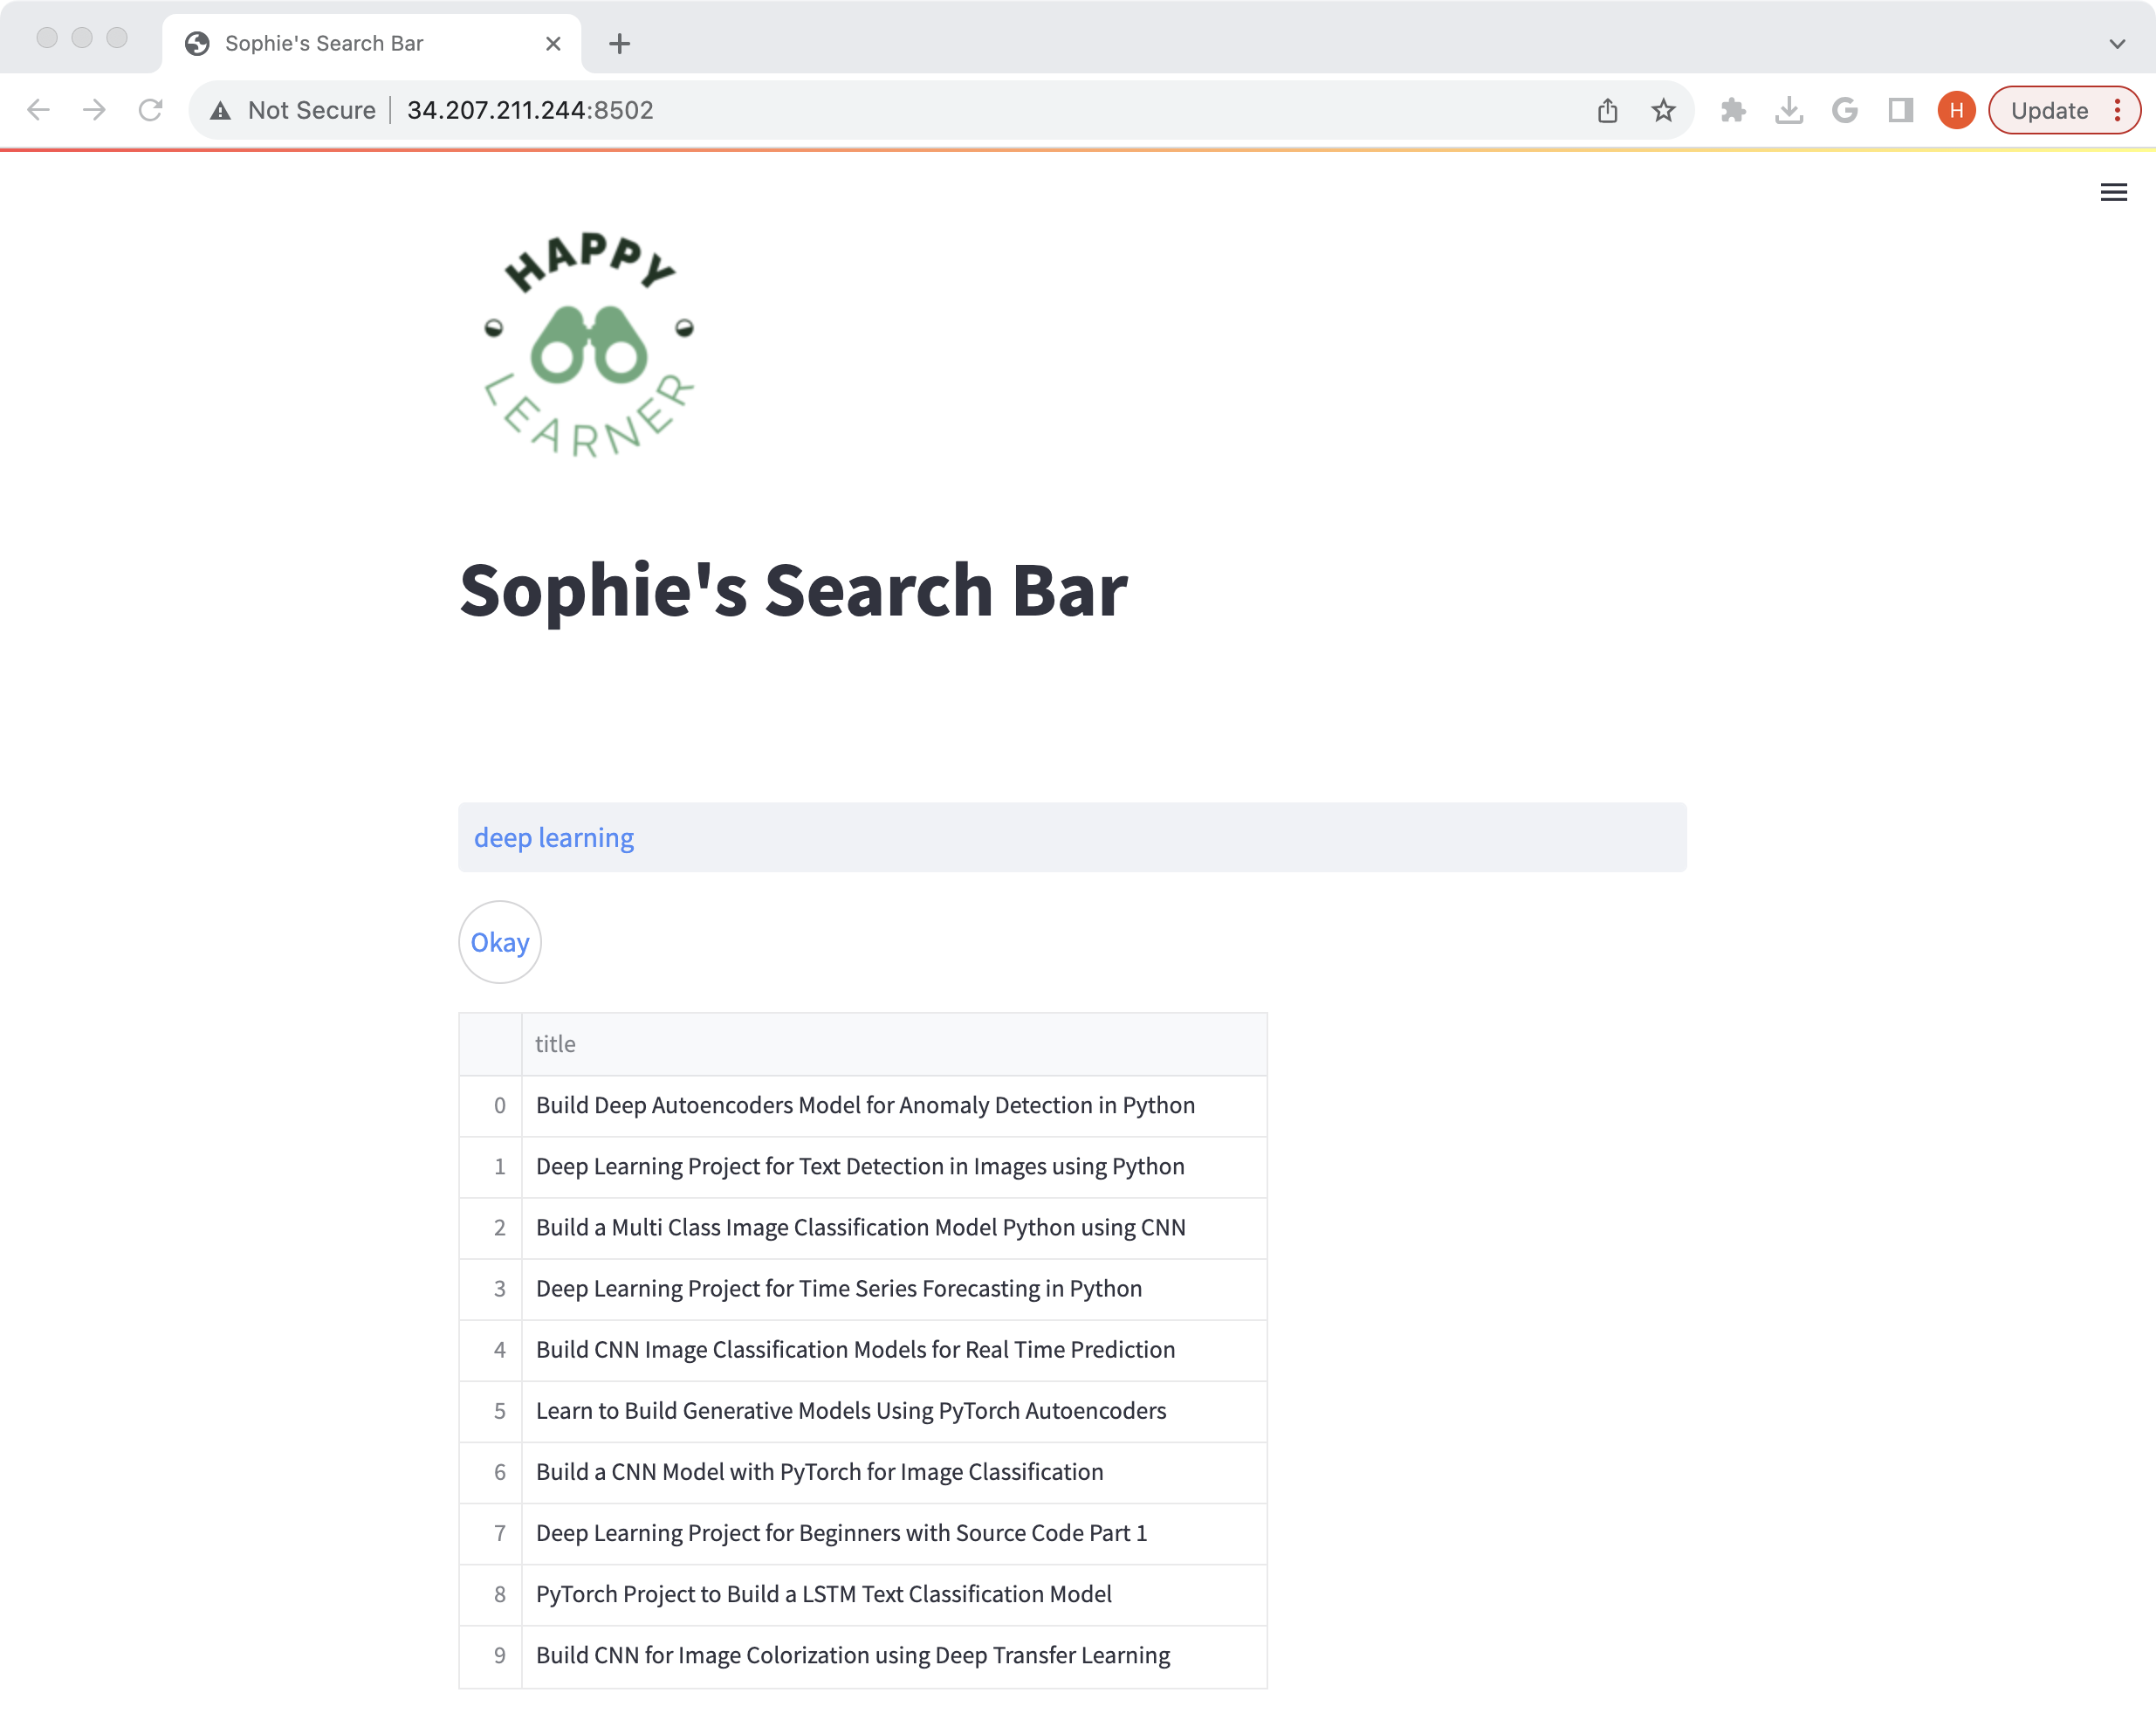 Sophie's Search Bar
Not Secure 34.207.211.244:8502
H
Update
HAPPY
LEARNER
Sophie's Search Bar
deep learning
Okay
title
0 Build Deep Autoencoders Model for Anomaly Detection in Python
1 Deep Learning Project for Text Detection in Images using Python
2 Build a Multi Class Image Classification Model Python using CNN
3 Deep Learning Project for Time Series Forecasting in Python
4 Build CNN Image Classification Models for Real Time Prediction
5 Learn to Build Generative Models Using PyTorch Autoencoders
6 Build a CNN Model with PyTorch for Image Classification
7 Deep Learning Project for Beginners with Source Code Part 1
8 PyTorch Project to Build a LSTM Text Classification Model
9 Build CNN for Image Colorization using Deep Transfer Learning